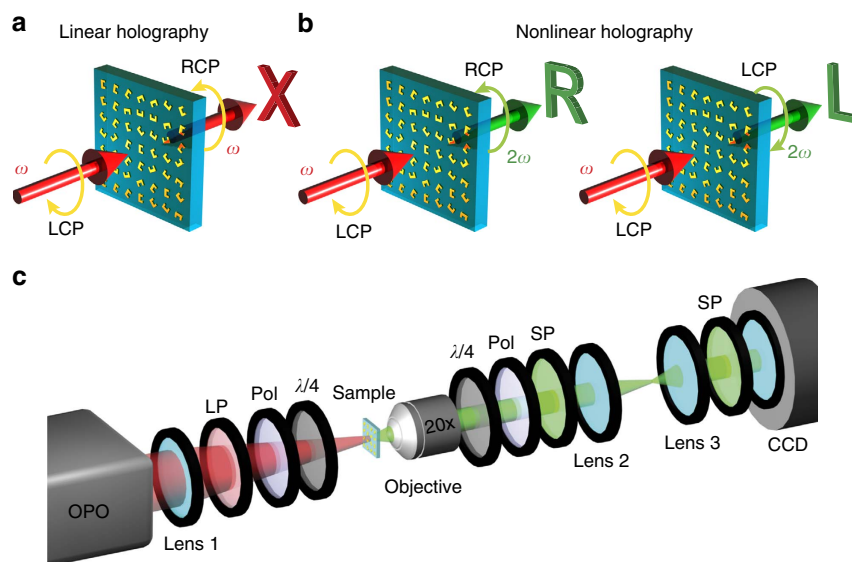 a Linear holography
RCP
X
ω
ω
LCP
b Nonlinear holography
RCP
R
ω
2ω
LCP
LCP
L
ω
2ω
LCP
c
OPO
Lens 1
LP
Pol
λ/4
Sample
20x
Objective
λ/4
Pol
SP
Lens 2
Lens 3
SP
CCD